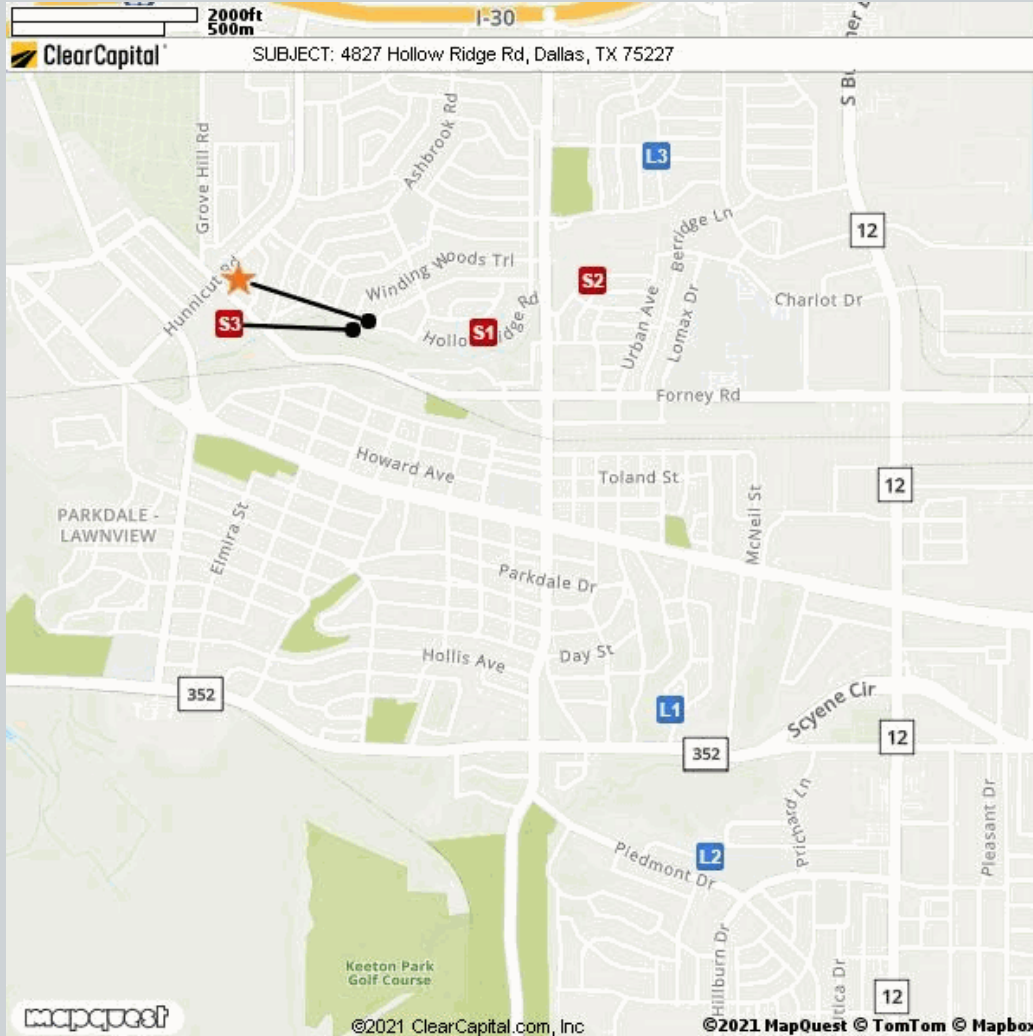 2000ft
500m
I-30
ClearCapital
SUBJECT: 4827 Hollow Ridge Rd, Dallas, TX 75227
Grove Hill Rd
Ashbrook Rd
L3
12
Berridge Ln
Hunnicut Rd
Winding Woods Trl
S2
Chariot Dr
S3
S1
Urban Ave
Lomax Dr
Forney Rd
Howard Ave
Toland St
12
McNeil St
PARKDALE -
LAWNVIEW
Elmira St
Parkdale Dr
Hollis Ave
Day St
352
L1
Scyene Cir
12
352
Prichard Ln
Pleasant Dr
L2
Piedmont Dr
Hillburn Dr
Keeton Park
Golf Course
12
mapquest
©2021 ClearCapital.com, Inc
©2021 MapQuest © TomTom © Mapbo